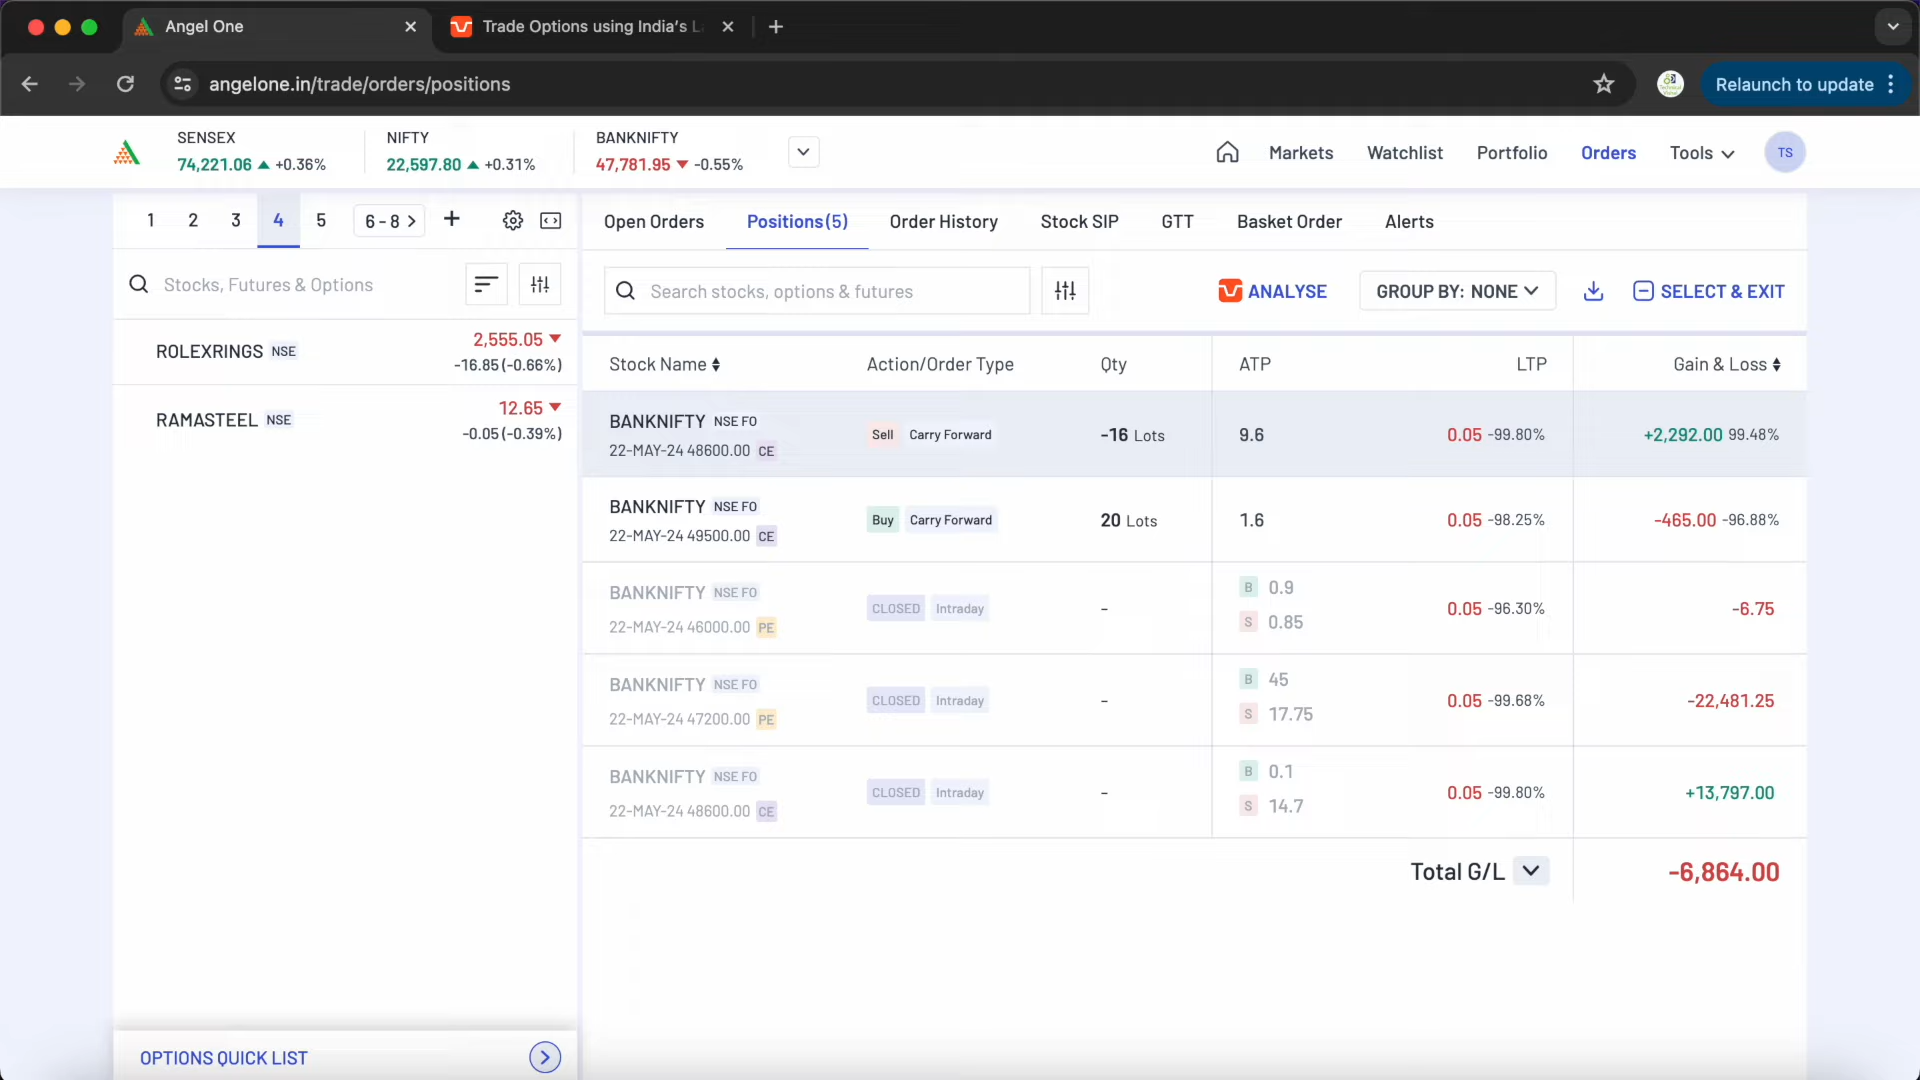 Angel One
Trade Options using India's L
angelone.in/trade/orders/positions
Relaunch to update
SENSEX
74,221.06 +0.36%
NIFTY
22,597.80 +0.31%
BANKNIFTY
47,781.95 -0.55%
Markets
Watchlist
Portfolio
Orders
Tools
TS
1 2 3 4 5 6 - 8 +
Stocks, Futures & Options
ROLEXRINGS NSE
2,555.05
-16.85 (-0.66%)
RAMASTEEL NSE
12.65
-0.05 (-0.39%)
OPTIONS QUICK LIST
Open Orders
Positions (5)
Order History
Stock SIP
GTT
Basket Order
Alerts
Search stocks, options & futures
ANALYSE
GROUP BY: NONE
SELECT & EXIT
Stock Name Action/Order Type Qty ATP LTP Gain & Loss
BANKNIFTY NSE FO
22-MAY-24 48600.00 CE
Sell Carry Forward
-16 Lots
9.6
0.05 -99.80%
+2,292.00 99.48%
BANKNIFTY NSE FO
22-MAY-24 49500.00 CE
Buy Carry Forward
20 Lots
1.6
0.05 -98.25%
-465.00 -96.88%
BANKNIFTY NSE FO
22-MAY-24 46000.00 PE
CLOSED Intraday
-
B 0.9
S 0.85
0.05 -96.30%
-6.75
BANKNIFTY NSE FO
22-MAY-24 47200.00 PE
CLOSED Intraday
-
B 45
S 17.75
0.05 -99.68%
-22,481.25
BANKNIFTY NSE FO
22-MAY-24 48600.00 CE
CLOSED Intraday
-
B 0.1
S 14.7
0.05 -99.80%
+13,797.00
Total G/L
-6,864.00